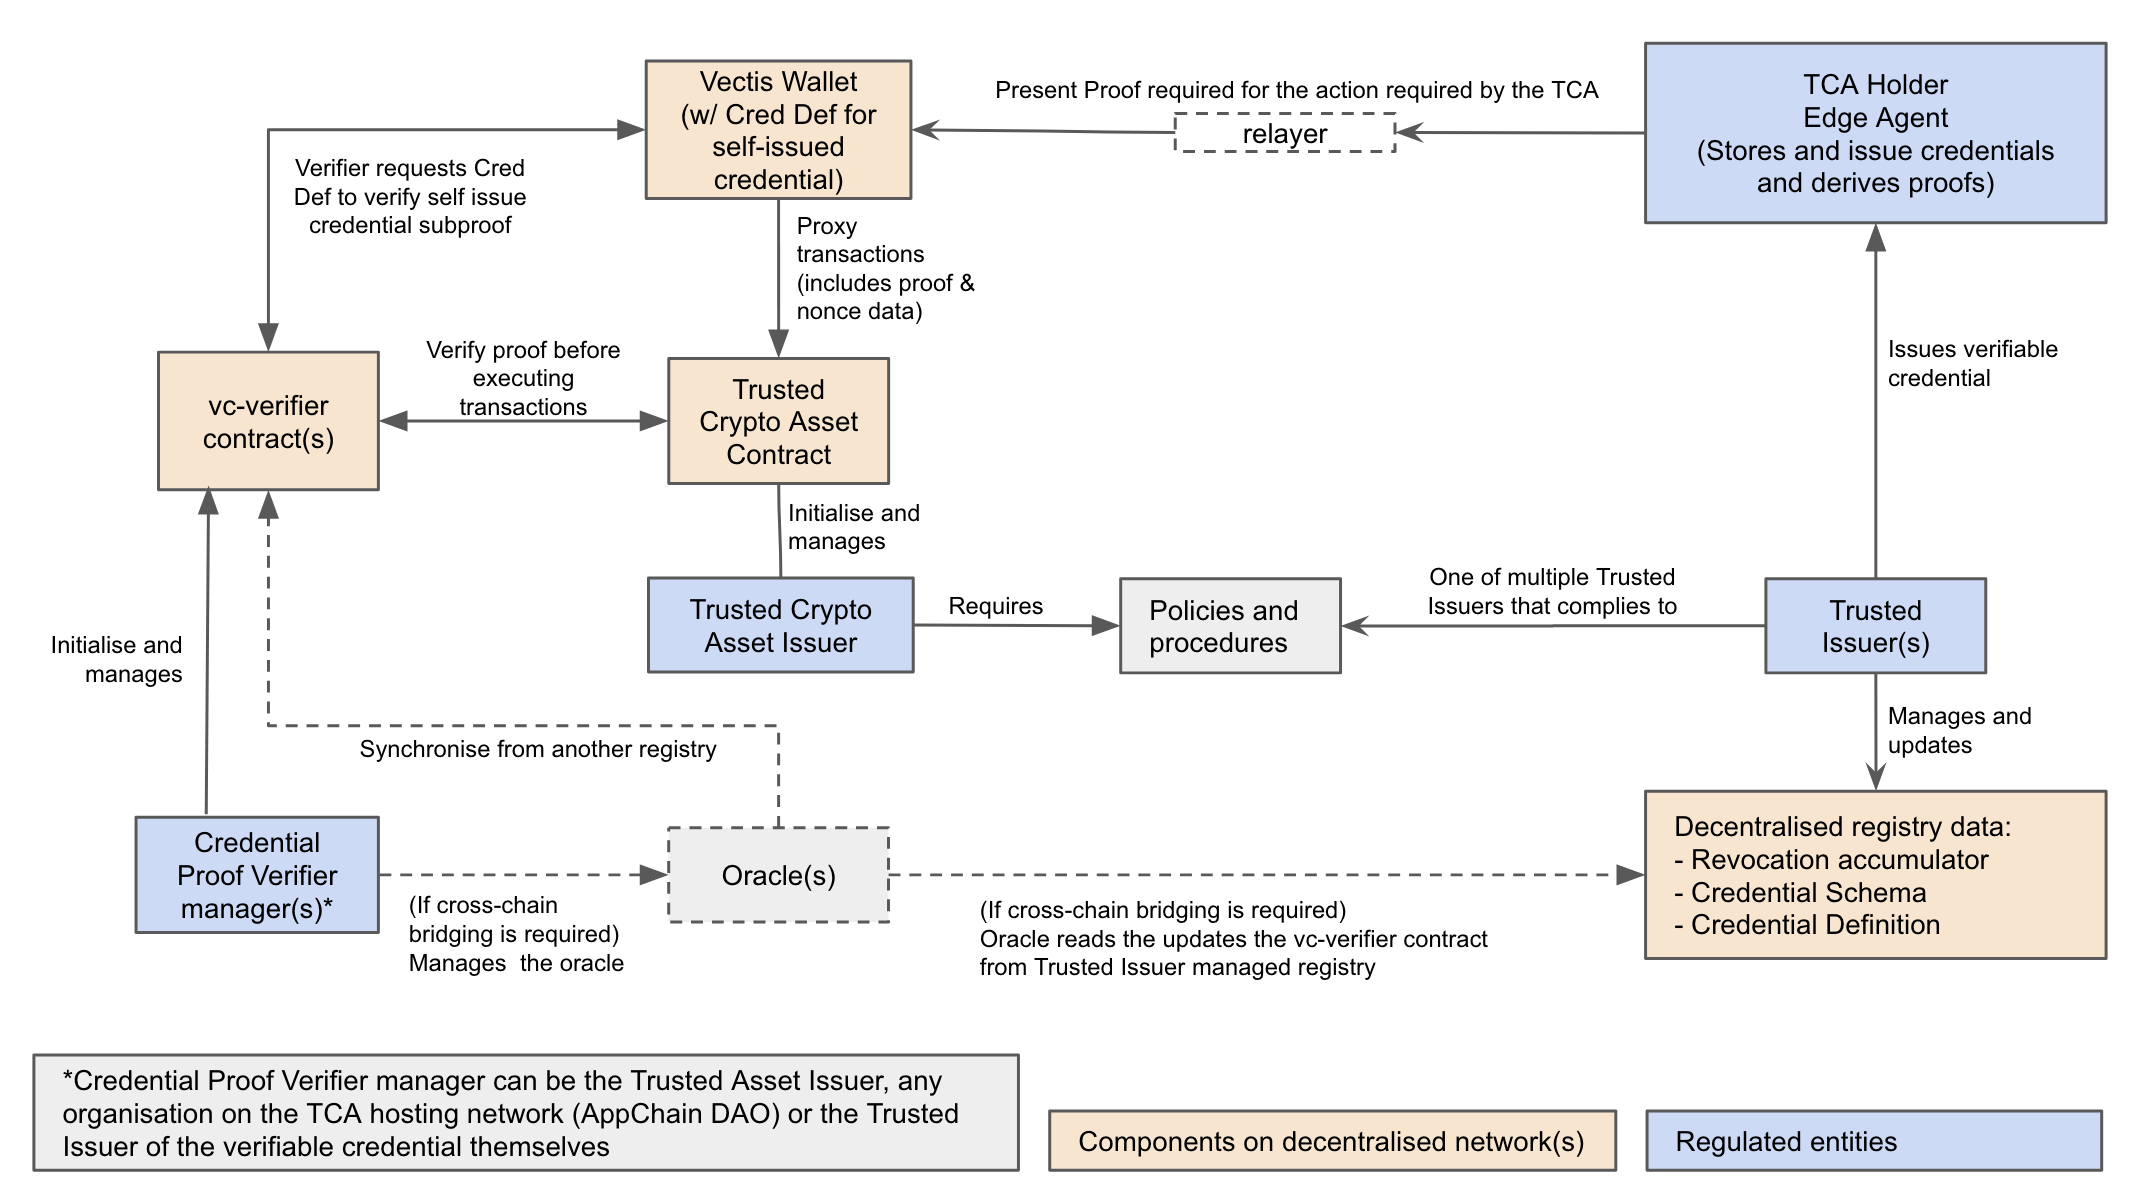 Vectis Wallet
(w/ Cred Def for
self-issued
credential)
Present Proof required for the action required by the TCA
relayer
TCA Holder
Edge Agent
(Stores and issue credentials
and derives proofs)
Verifier requests Cred
Def to verify self issue
credential subproof
Proxy
transactions
(includes proof &
nonce data)
Issues verifiable
credential
vc-verifier
contract(s)
Verify proof before
executing
transactions
Trusted
Crypto Asset
Contract
Initialise and
manages
Trusted Crypto
Asset Issuer
Requires
Policies and
procedures
One of multiple Trusted
Issuers that complies to
Trusted
Issuer(s)
Initialise and
manages
Manages and
updates
Synchronise from another registry
Credential
Proof Verifier
manager(s)*
(If cross-chain
bridging is required)
Manages  the oracle
Oracle(s)
(If cross-chain bridging is required)
Oracle reads the updates the vc-verifier contract
from Trusted Issuer managed registry
Decentralised registry data:
- Revocation accumulator
- Credential Schema
- Credential Definition
*Credential Proof Verifier manager can be the Trusted Asset Issuer, any
organisation on the TCA hosting network (AppChain DAO) or the Trusted
Issuer of the verifiable credential themselves
Components on decentralised network(s)
Regulated entities